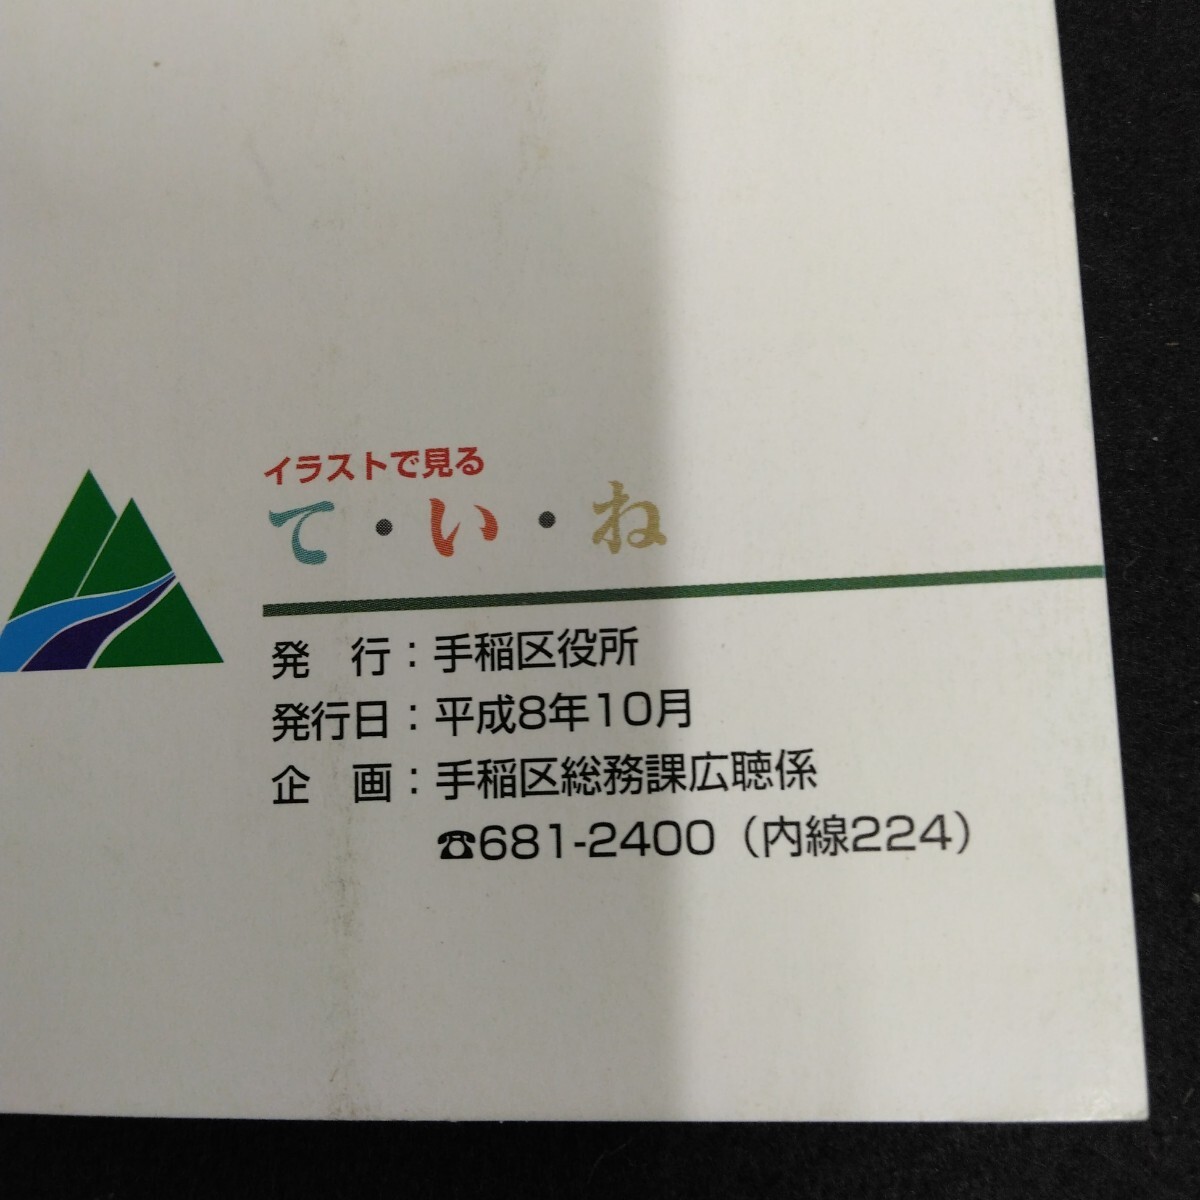 イラストで見る
て・い・ね
発　行：手稲区役所
発行日：平成8年10月
企　画：手稲区総務課広聴係
☎681-2400（内線224）